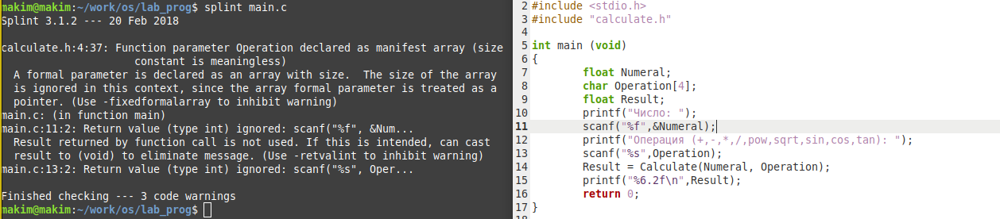 makim@makim:~/work/os/lab_prog$ splint main.c
Splint 3.1.2 --- 20 Feb 2018
calculate.h:4:37: Function parameter Operation declared as manifest array (size
constant is meaningless)
A formal parameter is declared as an array with size.  The size of the array
is ignored in this context, since the array formal parameter is treated as a
pointer. (Use -fixedformalarray to inhibit warning)
main.c: (in function main)
main.c:11:2: Return value (type int) ignored: scanf("%f", &Num...
Result returned by function call is not used. If this is intended, can cast
result to (void) to eliminate message. (Use -retvalint to inhibit warning)
main.c:13:2: Return value (type int) ignored: scanf("%s", Oper...
Finished checking --- 3 code warnings
makim@makim:~/work/os/lab_prog$
2 #include <stdio.h>
3 #include "calculate.h"
4
5 int main (void)
6 {
7 float Numeral;
8 char Operation[4];
9 float Result;
10 printf("Число: ");
11 scanf("%f",&Numeral);
12 printf("Операция (+,-,*,/,pow,sqrt,sin,cos,tan): ");
13 scanf("%s",Operation);
14 Result = Calculate(Numeral, Operation);
15 printf("%6.2f\n",Result);
16 return 0;
17 }